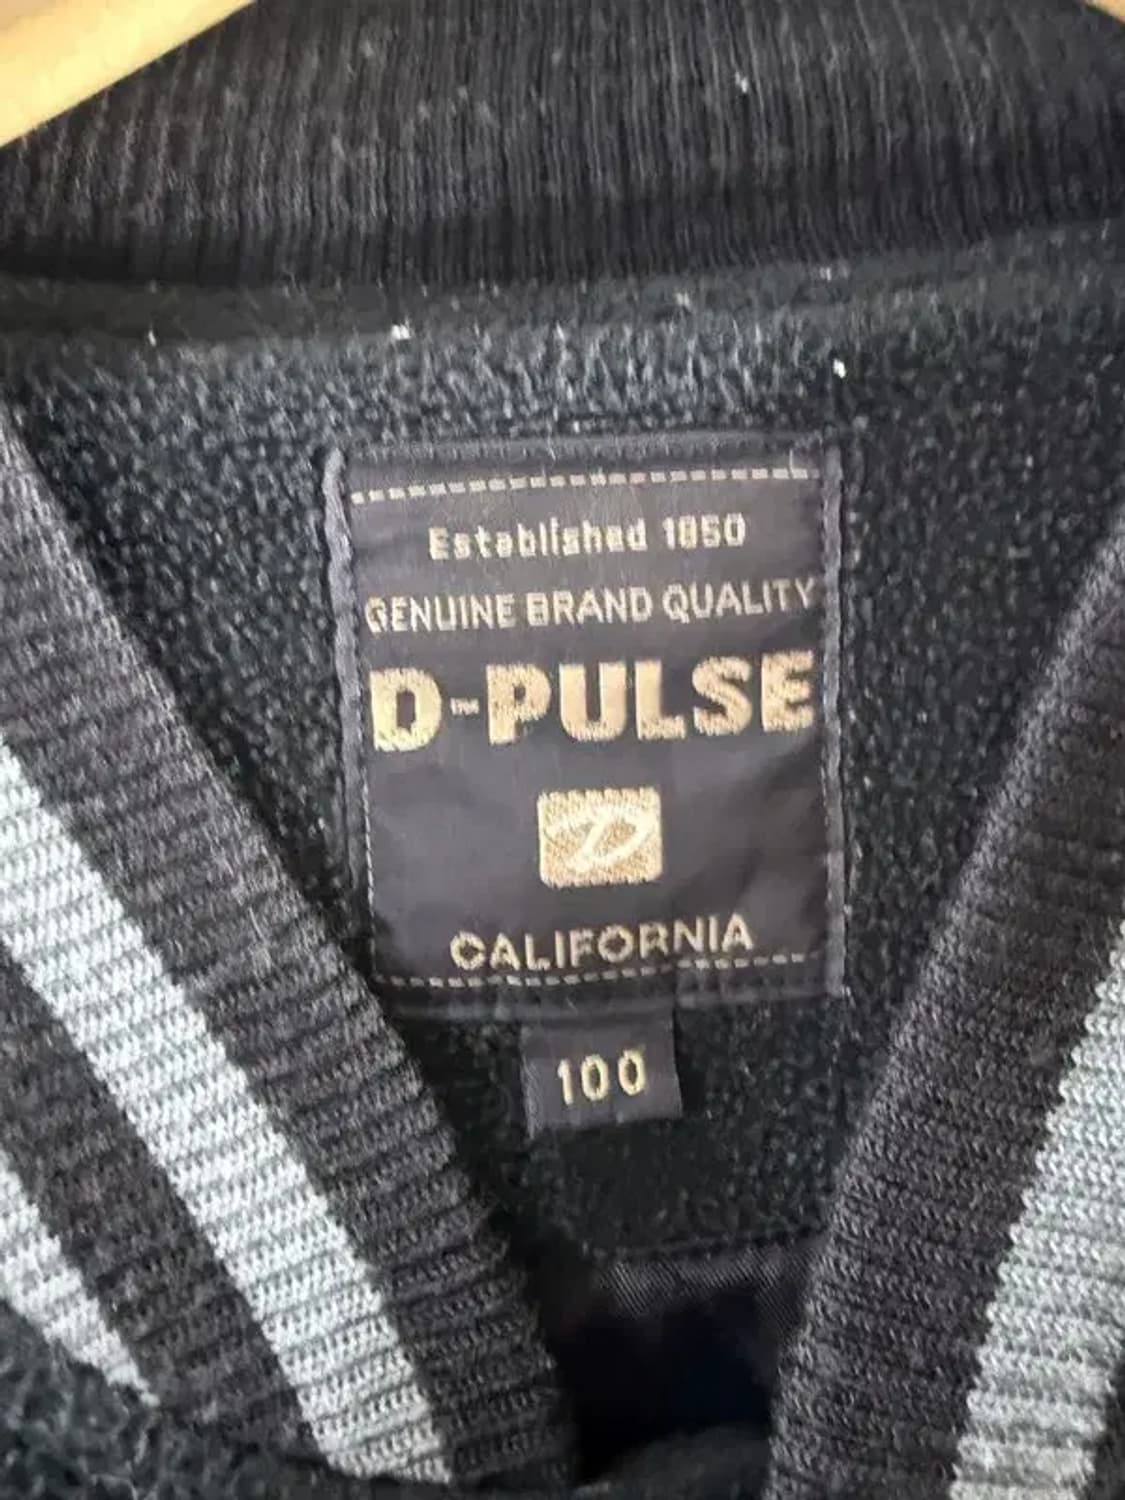 Established 1850
GENUINE BRAND QUALITY
D-PULSE
D
CALIFORNIA
100